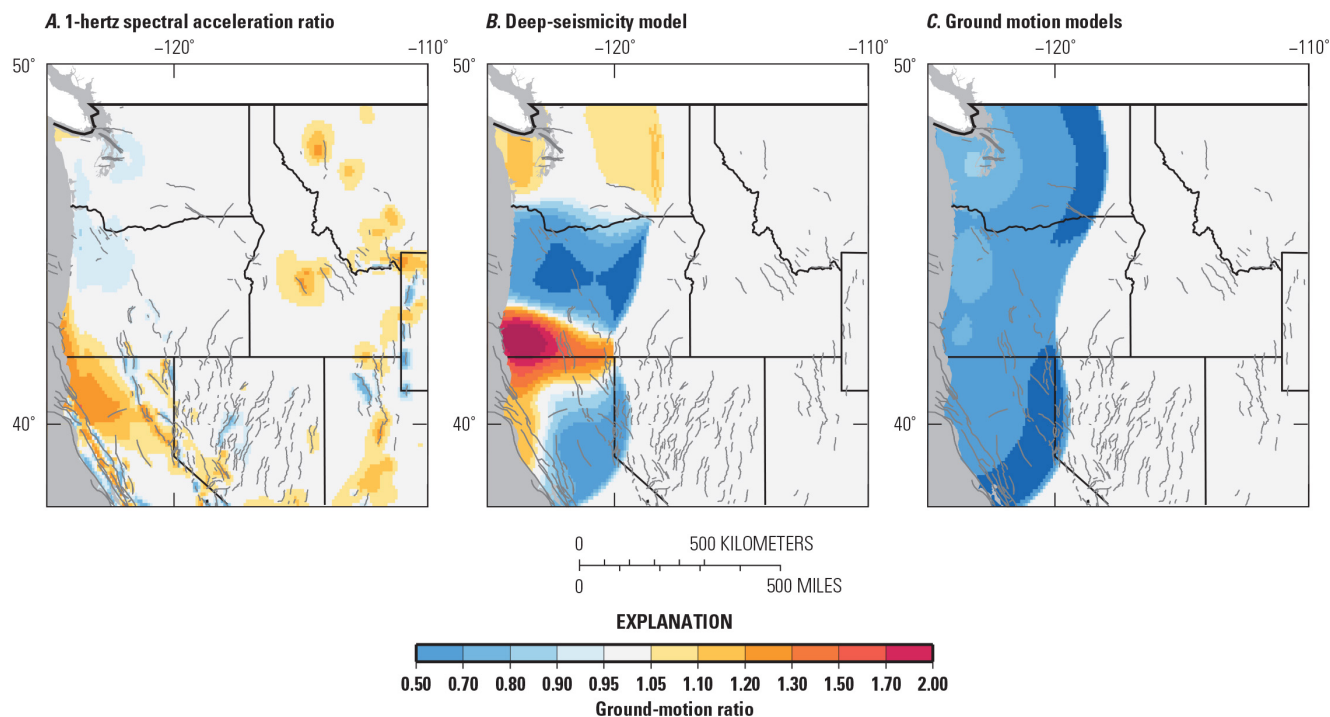 A. 1-hertz spectral acceleration ratio
B. Deep-seismicity model
C. Ground motion models
−120° −110°
−120° −110°
−120° −110°
50°
50°
50°
40°
40°
40°
0 500 KILOMETERS
0 500 MILES
EXPLANATION
0.50 0.70 0.80 0.90 0.95 1.05 1.10 1.20 1.30 1.50 1.70 2.00
Ground-motion ratio